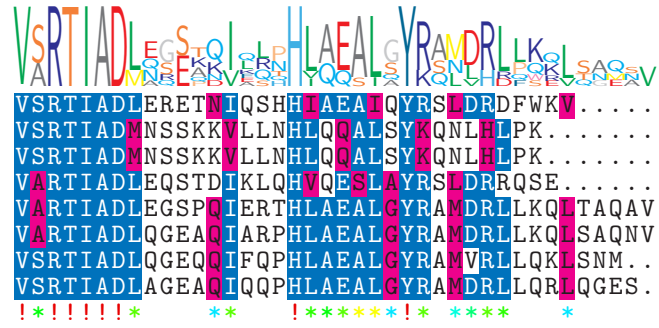 VSRTIADLERETNIQSHHIAEAIQYRSLDRDFWKV.....
VSRTIADMNSSKKVLLNHLQQALSYKQNLHLPK.......
VSRTIADMNSSKKVLLNHLQQALSYKQNLHLPK.......
VARTIADLEQSTDIKLQHVQESLAYRSLDRRQSE......
VARTIADLEGSPQIERTHLAEALGYRAMDRLLKQLTAQAV
VARTIADLQGEAQIARPHLAEALGYRAMDRLLKQLSAQNV
VSRTIADLQGEQQIFQPHLAEALGYRAMVRLLQKLSNM..
VSRTIADLAGEAQIQQPHLAEALGYRAMDRLLQRLQGES.
!*!!!!!* ** !******!* **** *